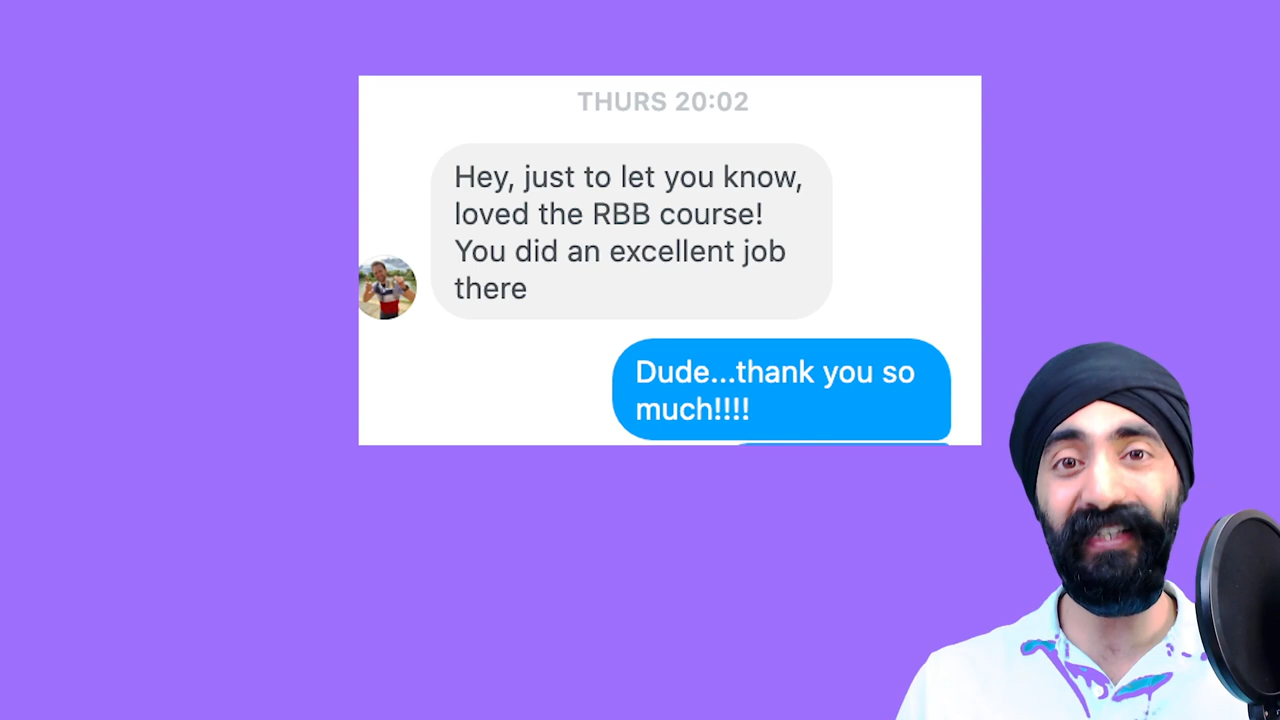 THURS 20:02
Hey, just to let you know,
loved the RBB course!
You did an excellent job
there
Dude...thank you so
much!!!!